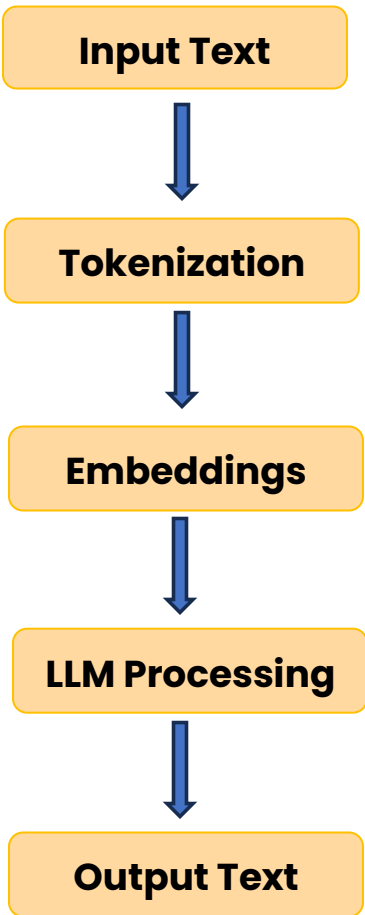 Input Text
Tokenization
Embeddings
LLM Processing
Output Text